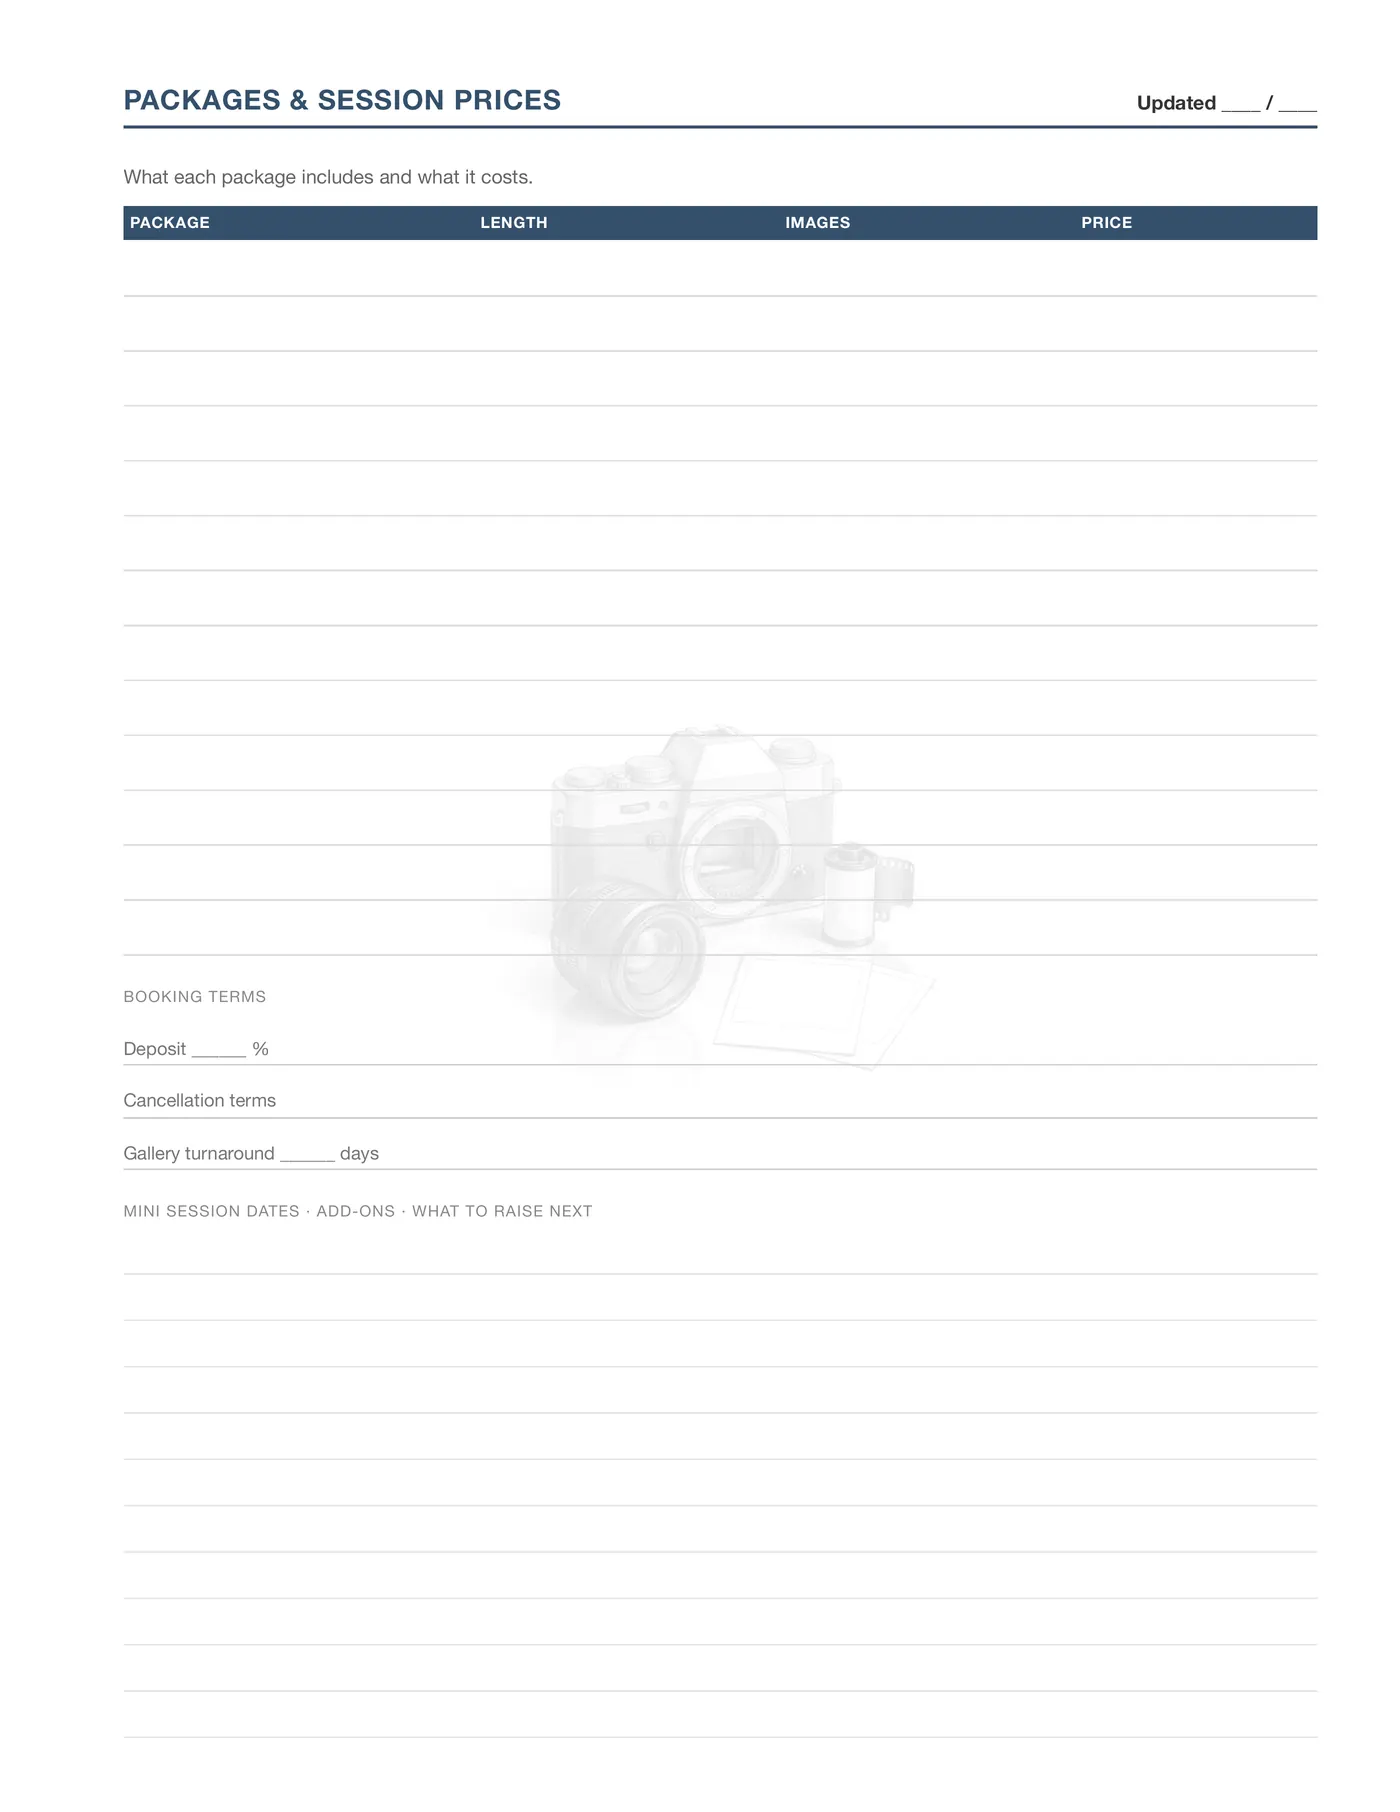 PACKAGES & SESSION PRICES
Updated ____ / ____
What each package includes and what it costs.
PACKAGE LENGTH IMAGES PRICE
BOOKING TERMS
Deposit ______ %
Cancellation terms
Gallery turnaround ______ days
MINI SESSION DATES · ADD-ONS · WHAT TO RAISE NEXT